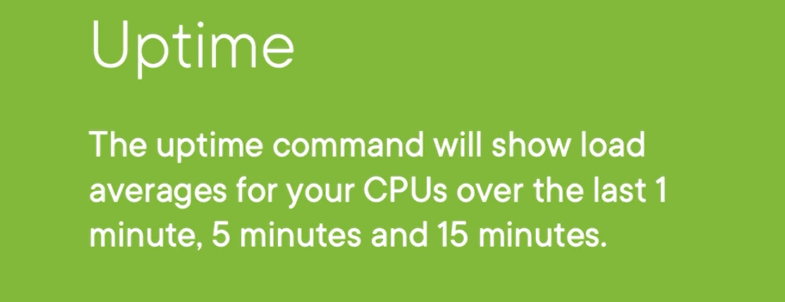 Uptime
The uptime command will show load
averages for your CPUs over the last 1
minute, 5 minutes and 15 minutes.